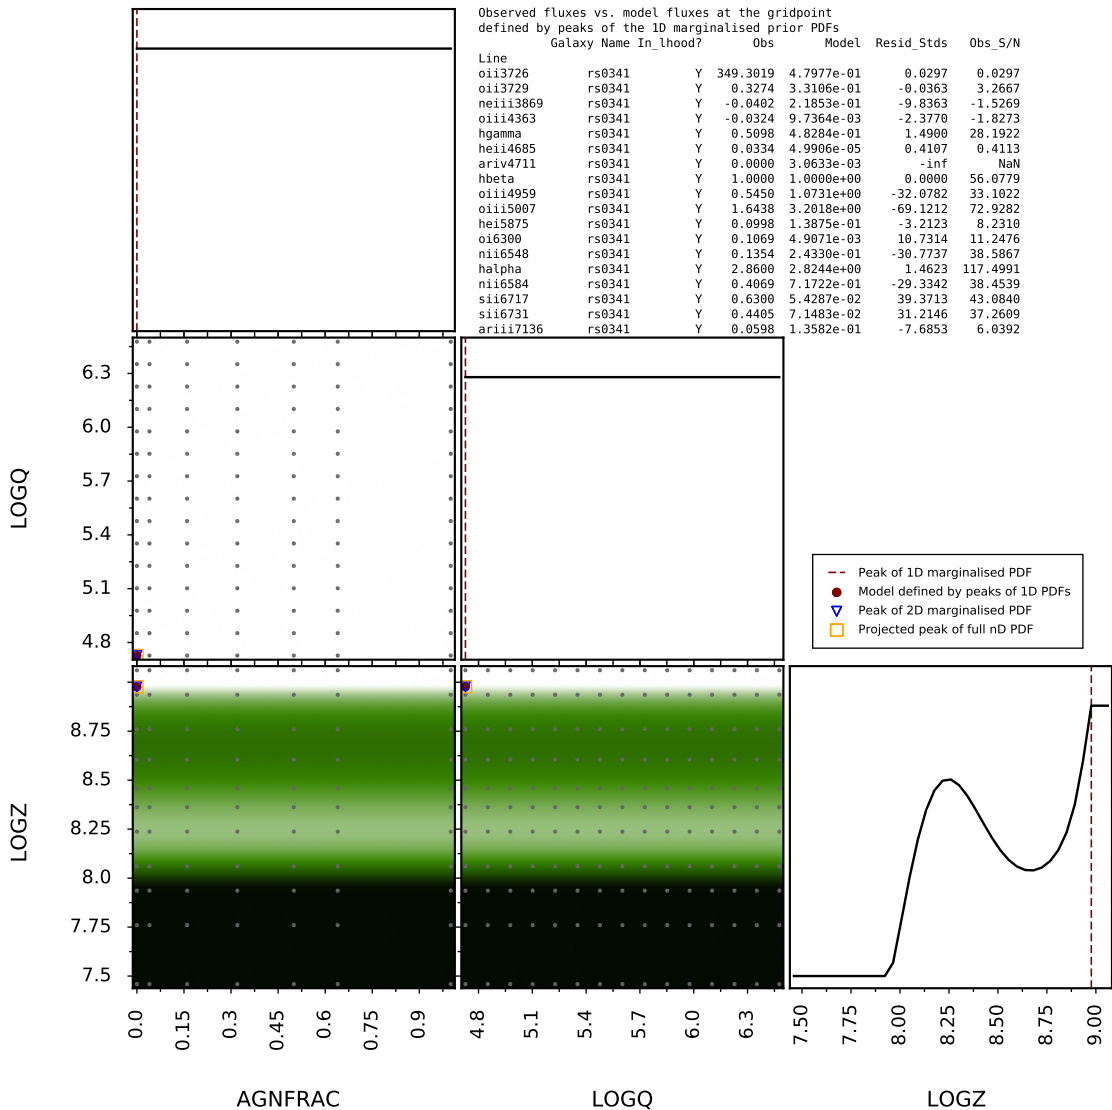 Observed fluxes vs. model fluxes at the gridpoint
defined by peaks of the 1D marginalised prior PDFs
Galaxy Name In_lhood? Obs Model Resid_Stds Obs_S/N
Line
oii3726 rs0341 Y 349.3019 4.7977e-01 0.0297 0.0297
oii3729 rs0341 Y 0.3274 3.3106e-01 -0.0363 3.2667
neiii3869 rs0341 Y -0.0402 2.1853e-01 -9.8363 -1.5269
oiii4363 rs0341 Y -0.0324 9.7364e-03 -2.3770 -1.8273
hgamma rs0341 Y 0.5098 4.8284e-01 1.4900 28.1922
heii4685 rs0341 Y 0.0334 4.9906e-05 0.4107 0.4113
ariv4711 rs0341 Y 0.0000 3.0633e-03 -inf NaN
hbeta rs0341 Y 1.0000 1.0000e+00 0.0000 56.0779
oiii4959 rs0341 Y 0.5450 1.0731e+00 -32.0782 33.1022
oiii5007 rs0341 Y 1.6438 3.2018e+00 -69.1212 72.9282
hei5875 rs0341 Y 0.0998 1.3875e-01 -3.2123 8.2310
oi6300 rs0341 Y 0.1069 4.9071e-03 10.7314 11.2476
nii6548 rs0341 Y 0.1354 2.4330e-01 -30.7737 38.5867
halpha rs0341 Y 2.8600 2.8244e+00 1.4623 117.4991
nii6584 rs0341 Y 0.4069 7.1722e-01 -29.3342 38.4539
sii6717 rs0341 Y 0.6300 5.4287e-02 39.3713 43.0840
sii6731 rs0341 Y 0.4405 7.1483e-02 31.2146 37.2609
ariii7136 rs0341 Y 0.0598 1.3582e-01 -7.6853 6.0392
LOGQ
6.3
6.0
5.7
5.4
5.1
4.8
Peak of 1D marginalised PDF
Model defined by peaks of 1D PDFs
Peak of 2D marginalised PDF
Projected peak of full nD PDF
LOGZ
8.75
8.5
8.25
8.0
7.75
7.5
0.0 0.15 0.3 0.45 0.6 0.75 0.9
4.8 5.1 5.4 5.7 6.0 6.3
7.50 7.75 8.00 8.25 8.50 8.75 9.00
AGNFRAC LOGQ LOGZ